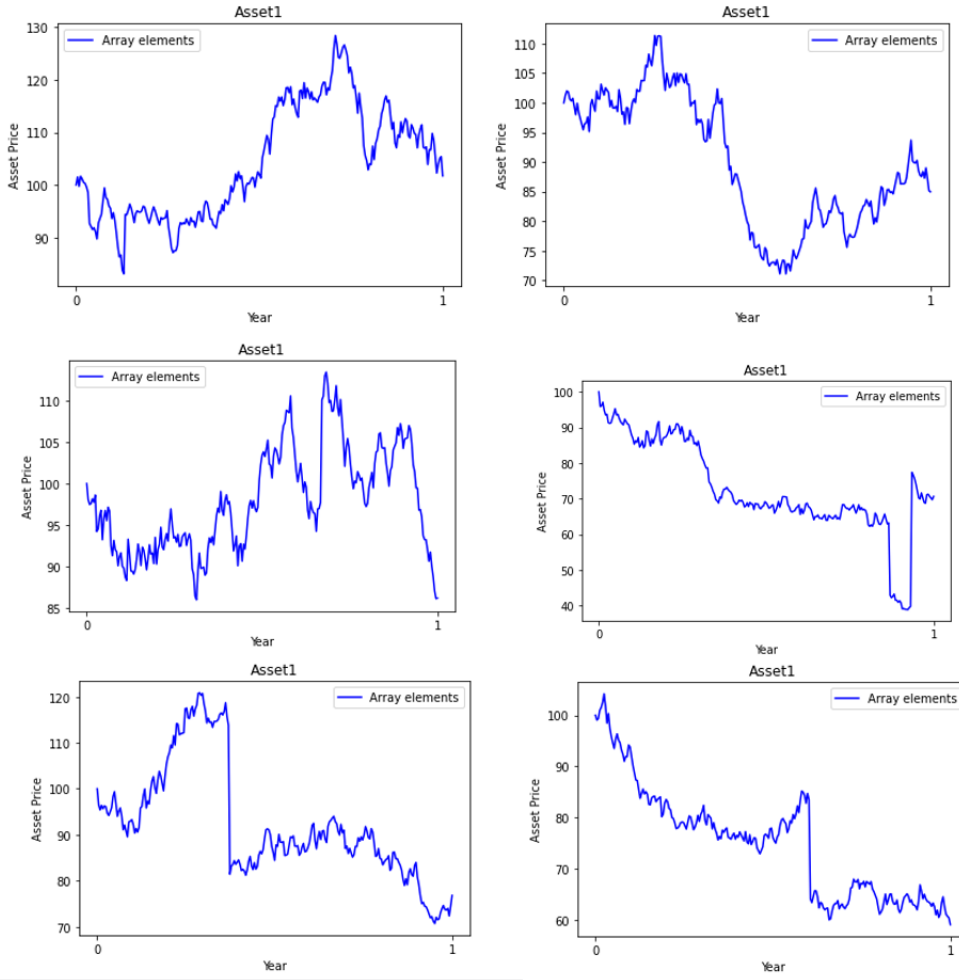 Asset1
Array elements
130
120
110
100
90
Asset Price
0 1
Year
Asset1
Array elements
110
105
100
95
90
85
80
75
70
Asset Price
0 1
Year
Asset1
Array elements
110
105
100
95
90
85
Asset Price
0 1
Year
Asset1
Array elements
100
90
80
70
60
50
40
Asset Price
0 1
Year
Asset1
Array elements
120
110
100
90
80
70
Asset Price
0 1
Year
Asset1
Array elements
100
90
80
70
60
Asset Price
0 1
Year